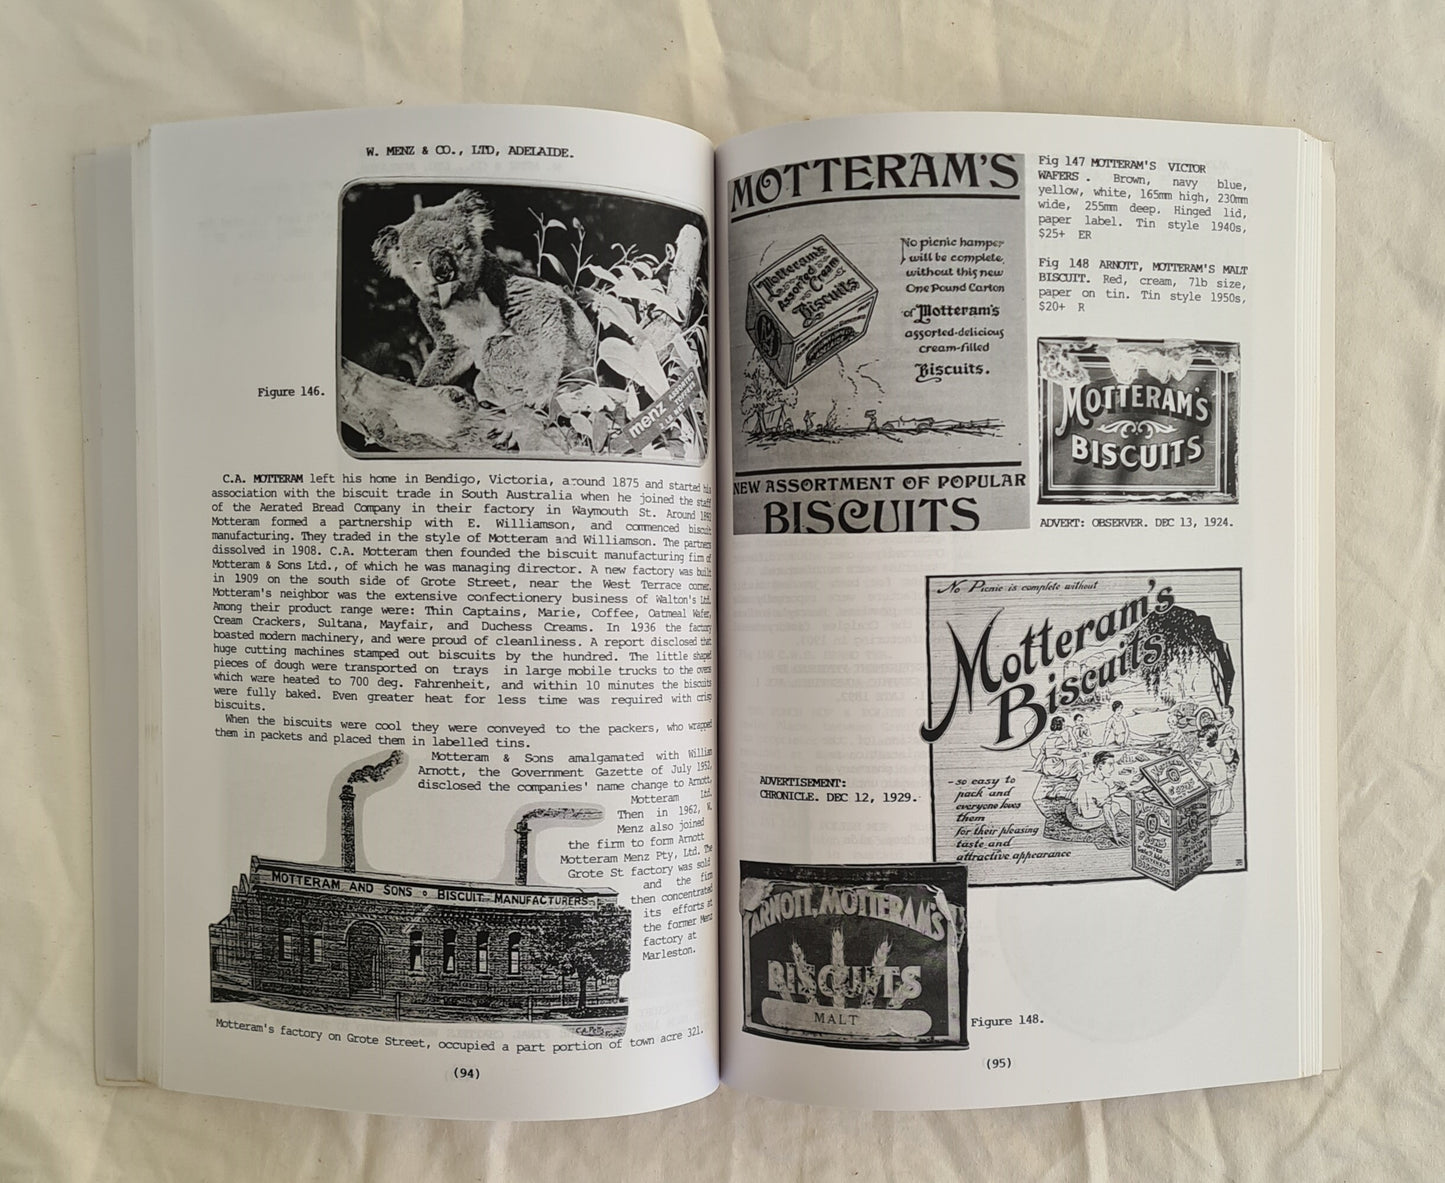 W. MENZ & CO., LTD, ADELAIDE.
Figure 146.
menz
ASSORTED
TOFFEES
C.A. MOTTERAM left his home in Bendigo, Victoria, around 1875 and started his
association with the biscuit trade in South Australia when he joined the staff
of the Aerated Bread Company in their factory in Waymouth St. Around
Motteram formed a partnership with E. Williamson, and commenced biscuit
manufacturing. They traded in the style of Motteram and Williamson. The partners
dissolved in 1908. C.A. Motteram then founded the biscuit manufacturing firm of
Motteram & Sons Ltd., of which he was managing director. A new factory was built
in 1909 on the south side of Grote Street, near the West Terrace corner.
Motteram's neighbor was the extensive confectionery business of Walton's Ltd.
Among their product range were: Thin Captains, Marie, Coffee, Oatmeal Wafer,
Cream Crackers, Sultana, Mayfair, and Duchess Creams. In 1936 the factory
boasted modern machinery, and were proud of cleanliness. A report disclosed that
huge cutting machines stamped out biscuits by the hundred. The little shaped
pieces of dough were transported on trays in large mobile trucks to the ovens
which were heated to 700 deg. Fahrenheit, and within 10 minutes the biscuits
were fully baked. Even greater heat for less time was required with crisp
biscuits.
When the biscuits were cool they were conveyed to the packers, who wrapped
them in packets and placed them in labelled tins.
Motteram & Sons amalgamated with William
Arnott, the Government Gazette of July 1952,
disclosed the companies' name change to Arnott,
Motteram Ltd.
Then in 1962, W.
Menz also joined
the firm to form Arnott
Motteram Menz Pty, Ltd. The
Grote St factory was sold
and the firm
then concentrated
its efforts at
the former Menz
factory at
Marleston.
MOTTERAM AND SONS BISCUIT MANUFACTURERS
Motteram's factory on Grote Street, occupied a part portion of town acre 321.
(94)
MOTTERAM'S
Motteram's
Assorted
Cream
Biscuits
No picnic hamper
will be complete,
without this new
One Pound Carton
of Motteram's
assorted-delicious
cream-filled
Biscuits.
NEW ASSORTMENT OF POPULAR
BISCUITS
Fig 147 MOTTERAM'S VICTOR
WAFERS . Brown, navy blue,
yellow, white, 165mm high, 230mm
wide, 255mm deep. Hinged lid,
paper label. Tin style 1940s,
$25+ ER
Fig 148 ARNOTT, MOTTERAM'S MALT
BISCUIT. Red, cream, 7lb size,
paper on tin. Tin style 1950s,
$20+ R
MOTTERAM'S
BISCUITS
ADVERT: OBSERVER. DEC 13, 1924.
No Picnic is complete without
Motteram's
Biscuits
- so easy to
pack and
everyone loves
them
for their pleasing
taste and
attractive appearance
ADVERTISEMENT:
CHRONICLE. DEC 12, 1929.
ARNOTT, MOTTERAM'S
BISCUITS
MALT
Figure 148.
(95)